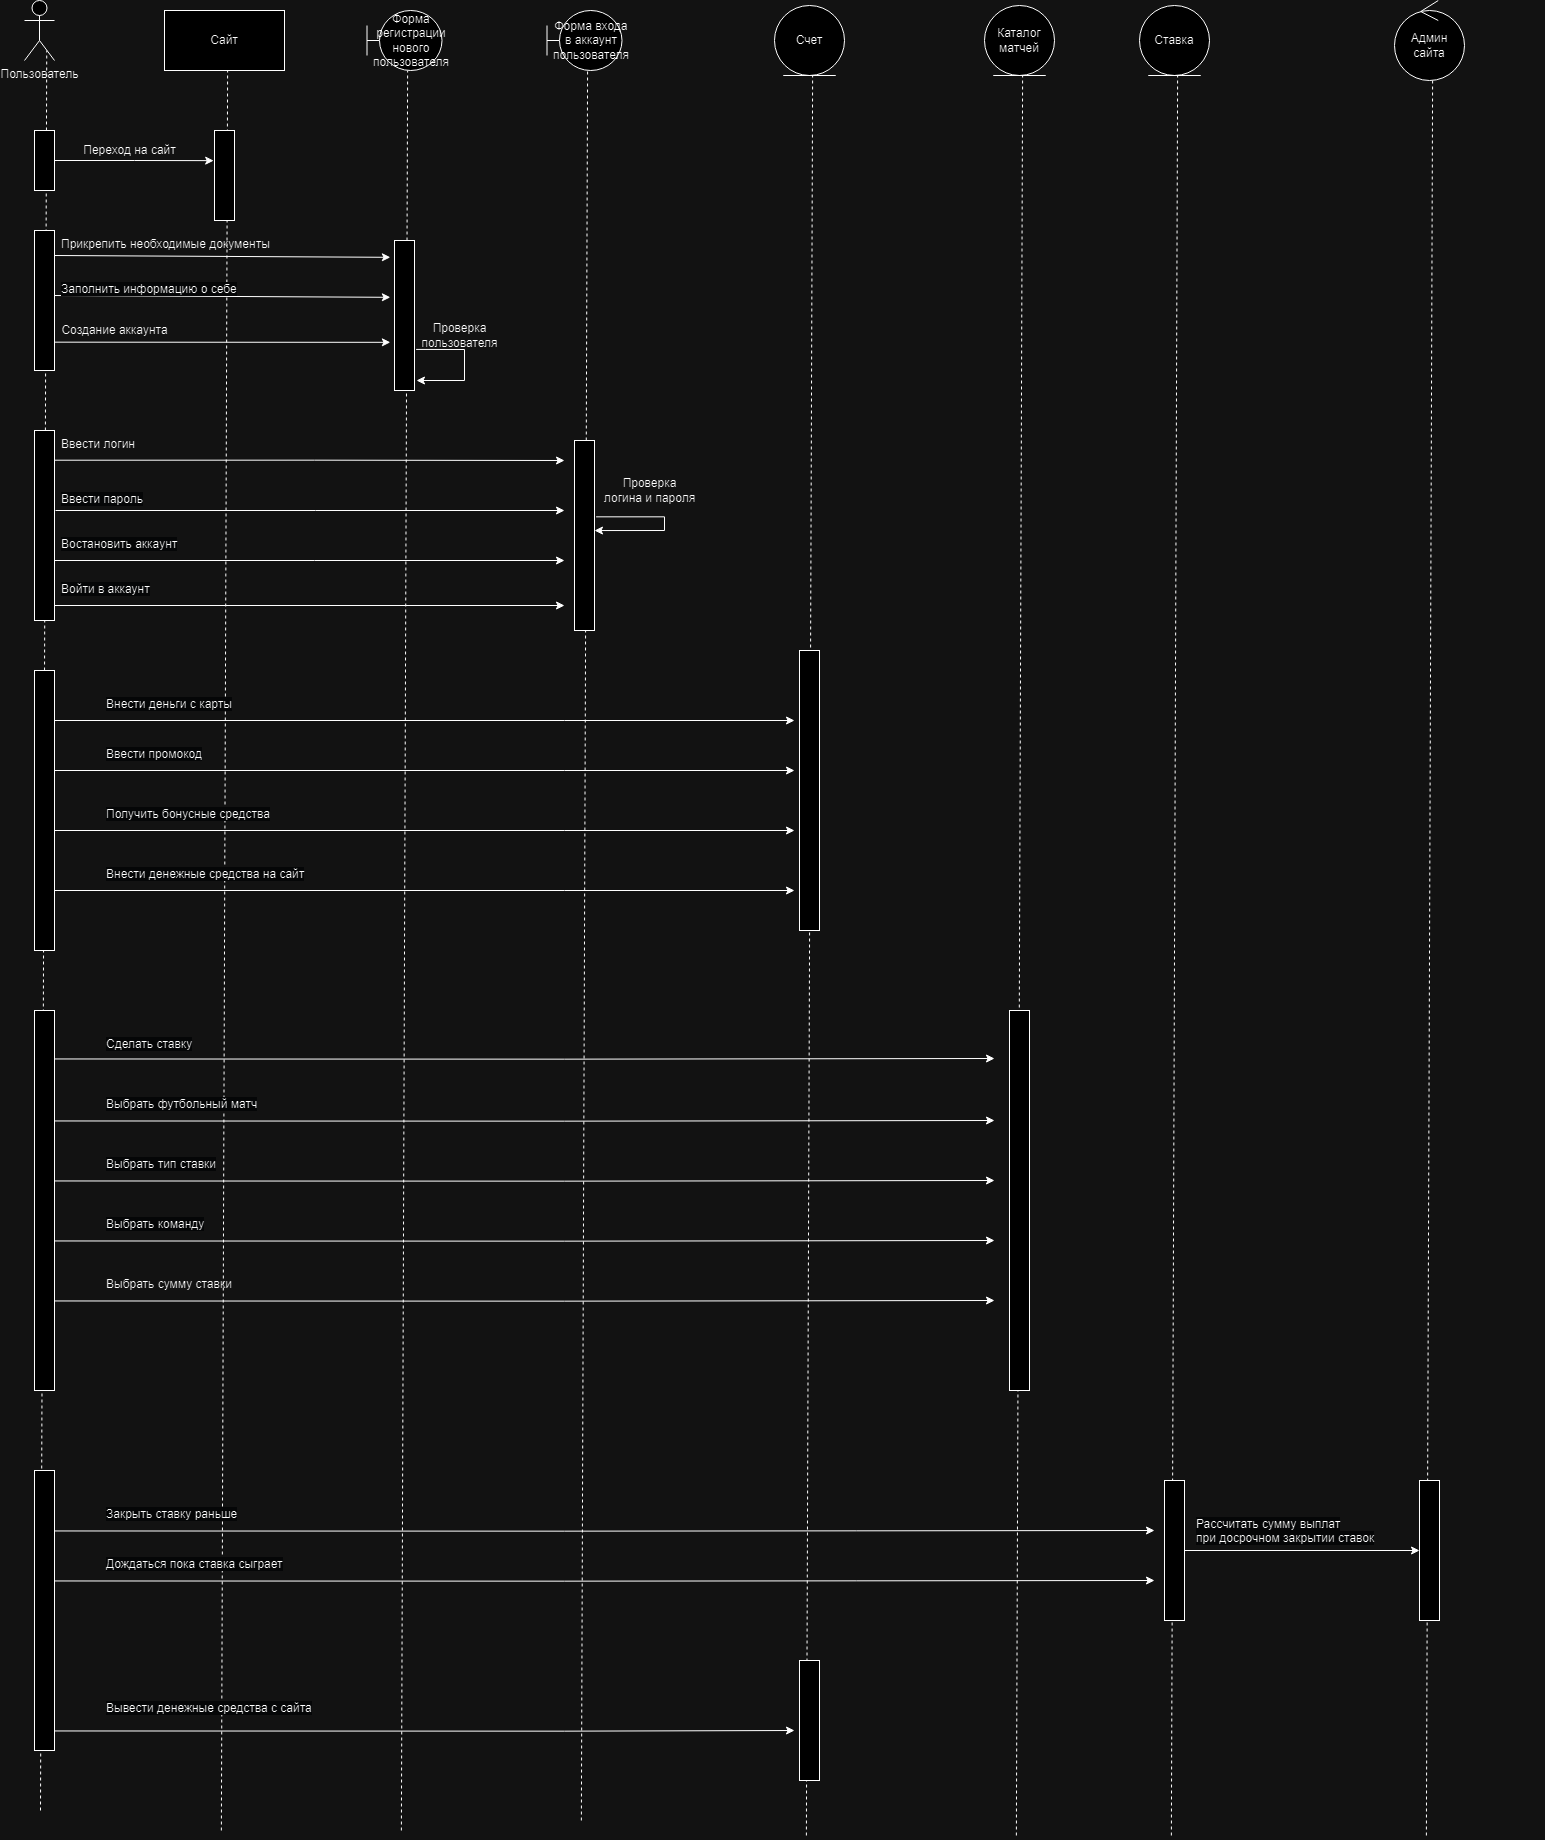 Пользователь
Сайт
Форма
регистрации
нового
пользователя
Форма входа
в аккаунт
пользователя
Счет
Каталог
матчей
Ставка
Админ
сайта
Переход на сайт
Прикрепить необходимые документы
Заполнить информацию о себе
Создание аккаунта
Проверка
пользователя
Ввести логин
Проверка
логина и пароля
Ввести пароль
Востановить аккаунт
Войти в аккаунт
Внести деньги с карты
Ввести промокод
Получить бонусные средства
Внести денежные средства на сайт
Сделать ставку
Выбрать футбольный матч
Выбрать тип ставки
Выбрать команду
Выбрать сумму ставки
Закрыть ставку раньше
Рассчитать сумму выплат
при досрочном закрытии ставок
Дождаться пока ставка сыграет
Вывести денежные средства с сайта